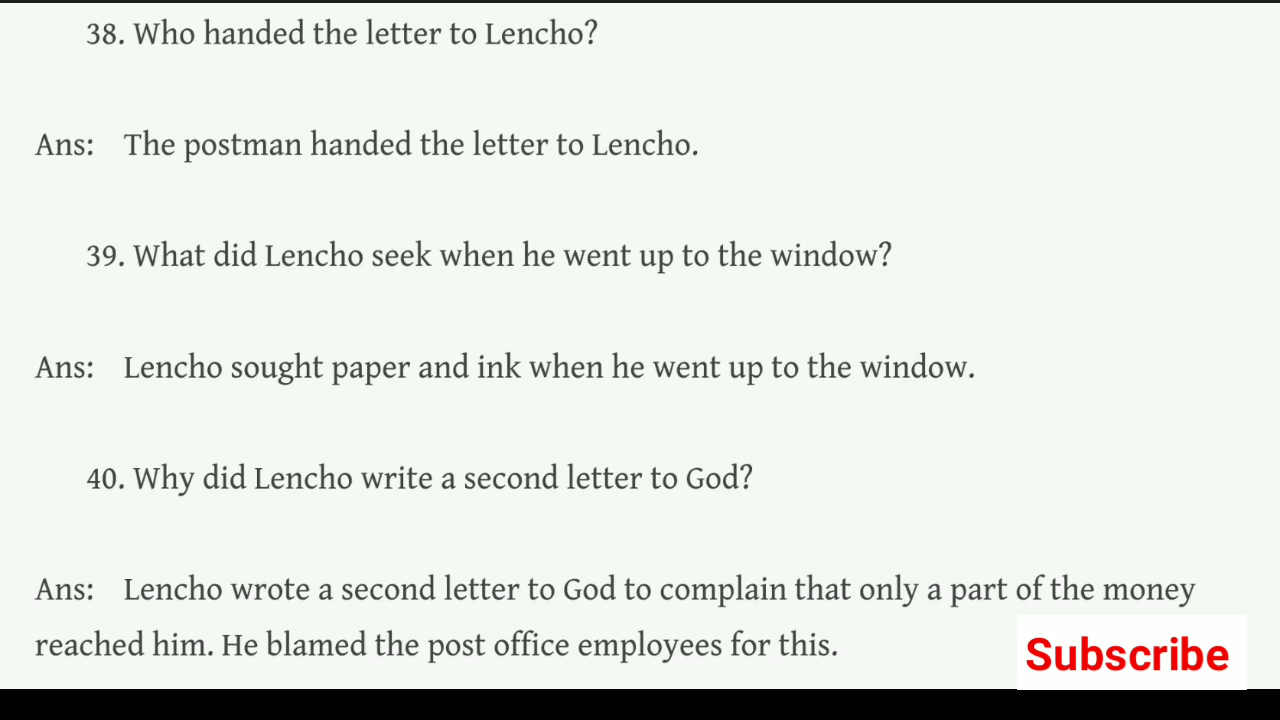 38. Who handed the letter to Lencho?
Ans: The postman handed the letter to Lencho.
39. What did Lencho seek when he went up to the window?
Ans: Lencho sought paper and ink when he went up to the window.
40. Why did Lencho write a second letter to God?
Ans: Lencho wrote a second letter to God to complain that only a part of the money
reached him. He blamed the post office employees for this.
Subscribe